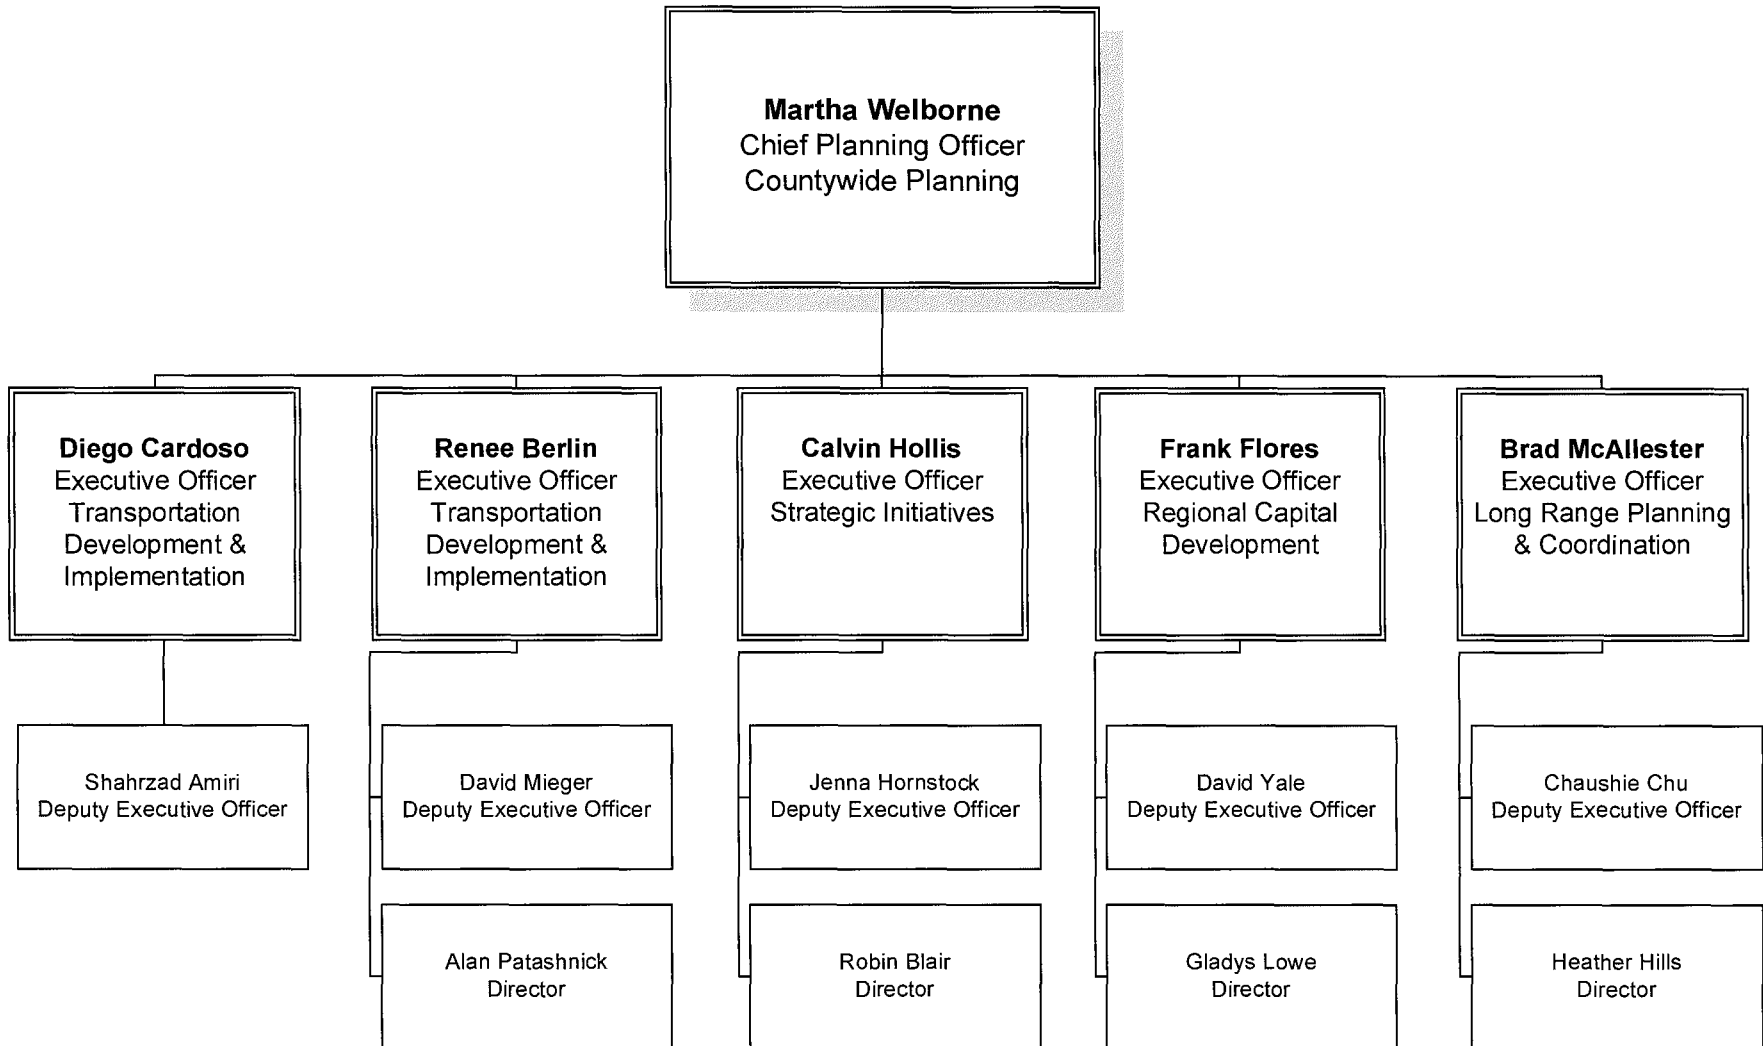 Martha Welborne
Chief Planning Officer
Countywide Planning
Diego Cardoso
Executive Officer
Transportation
Development &
Implementation
Renee Berlin
Executive Officer
Transportation
Development &
Implementation
Calvin Hollis
Executive Officer
Strategic Initiatives
Frank Flores
Executive Officer
Regional Capital
Development
Brad McAllester
Executive Officer
Long Range Planning
& Coordination
Shahrzad Amiri
Deputy Executive Officer
David Mieger
Deputy Executive Officer
Jenna Hornstock
Deputy Executive Officer
David Yale
Deputy Executive Officer
Chaushie Chu
Deputy Executive Officer
Alan Patashnick
Director
Robin Blair
Director
Gladys Lowe
Director
Heather Hills
Director